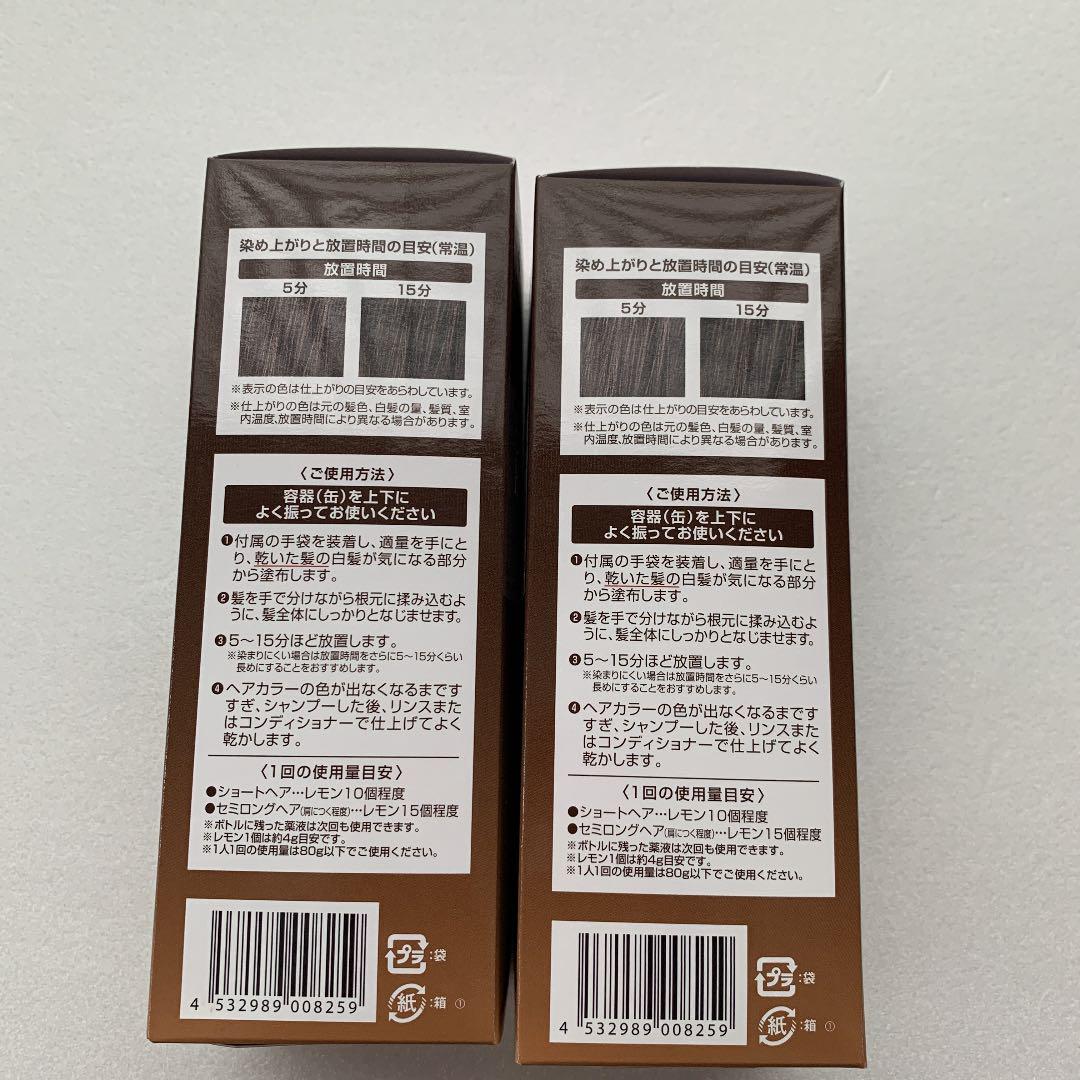 染め上がりと放置時間の目安(常温)
放置時間
5分 15分
※表示の色は仕上がりの目安をあらわしています。
※仕上がりの色は元の髪色、白髪の量、髪質、室
内温度、放置時間により異なる場合があります。
〈ご使用方法〉
容器(缶)を上下に
よく振ってお使いください
❶付属の手袋を装着し、適量を手にと
り、乾いた髪の白髪が気になる部分
から塗布します。
❷髪を手で分けながら根元に揉み込むよ
うに、髪全体にしっかりとなじませます。
❸5〜15分ほど放置します。
※染まりにくい場合は放置時間をさらに5〜15分くらい
長めにすることをおすすめします。
❹ヘアカラーの色が出なくなるまです
すぎ、シャンプーした後、リンスまた
はコンディショナーで仕上げてよく
乾かします。
〈1回の使用量目安〉
●ショートヘア…レモン10個程度
●セミロングヘア(肩につく程度)…レモン15個程度
※ボトルに残った薬液は次回も使用できます。
※レモン1個は約4g目安です。
※1人1回の使用量は80g以下でご使用ください。
4 532989 008259
プラ :袋
紙 :箱 ①
染め上がりと放置時間の目安(常温)
放置時間
5分 15分
※表示の色は仕上がりの目安をあらわしています。
※仕上がりの色は元の髪色、白髪の量、髪質、室
内温度、放置時間により異なる場合があります。
〈ご使用方法〉
容器(缶)を上下に
よく振ってお使いください
❶付属の手袋を装着し、適量を手にと
り、乾いた髪の白髪が気になる部分
から塗布します。
❷髪を手で分けながら根元に揉み込むよ
うに、髪全体にしっかりとなじませます。
❸5〜15分ほど放置します。
※染まりにくい場合は放置時間をさらに5〜15分くらい
長めにすることをおすすめします。
❹ヘアカラーの色が出なくなるまです
すぎ、シャンプーした後、リンスまた
はコンディショナーで仕上げてよく
乾かします。
〈1回の使用量目安〉
●ショートヘア…レモン10個程度
●セミロングヘア(肩につく程度)…レモン15個程度
※ボトルに残った薬液は次回も使用できます。
※レモン1個は約4g目安です。
※1人1回の使用量は80g以下でご使用ください。
4 532989 008259
プラ :袋
紙 :箱 ①